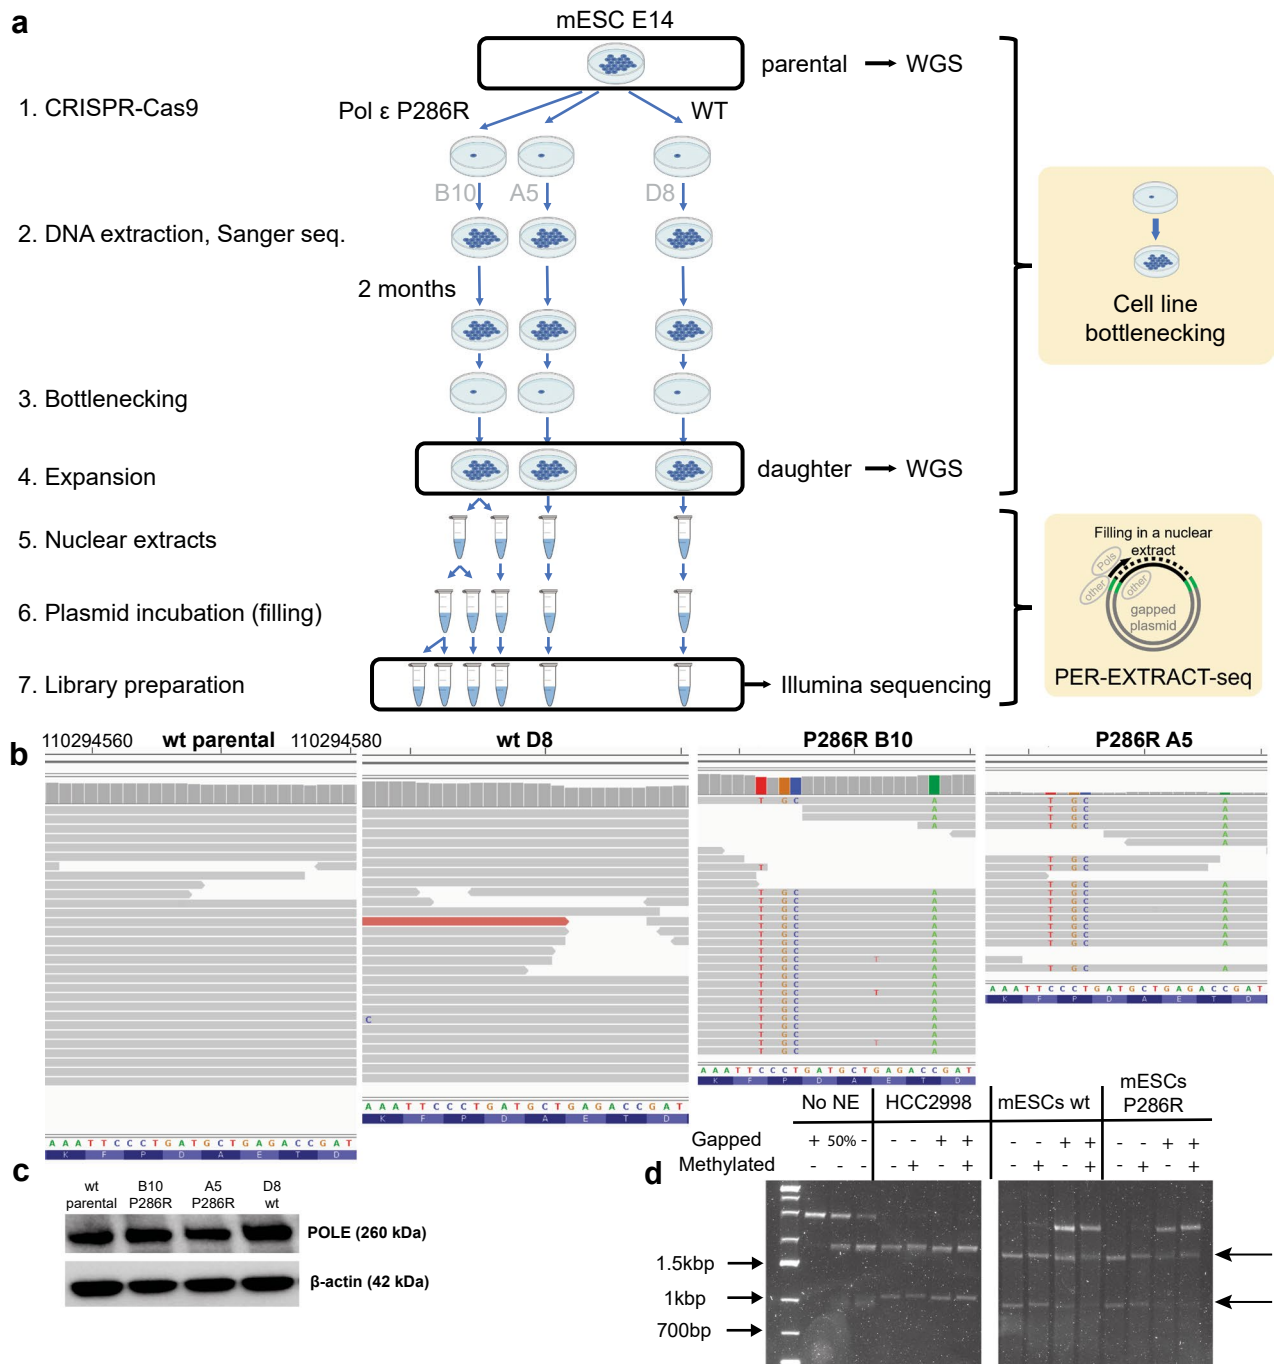 a
mESC E14
parental
WGS
1. CRISPR-Cas9
Pol ε P286R
WT
B10
A5
D8
2. DNA extraction, Sanger seq.
2 months
Cell line
bottlenecking
3. Bottlenecking
4. Expansion
daughter
WGS
5. Nuclear extracts
Filling in a nuclear
extract
Pols
other
other
gapped
plasmid
6. Plasmid incubation (filling)
7. Library preparation
Illumina sequencing
PER-EXTRACT-seq
b
110294560
wt parental
110294580
wt D8
P286R B10
P286R A5
T G C A
A
A
A
T
T G C A
T G C A
T G C A
T G C A
T G C A
T G C A
T G C A
T G C A
T G C T A
T G C A
T G C A
T G C A
T G C T A
T G C A
T G C A
T G C A
T G C A
T G C A
T G C T A
T G C A
T G C A
T G C A
T G C A
T G C A
A
A
T G C
T G C
T G C A
T G C A
T G C A
T G C A
T G C A
T G C A
T G C A
T G C A
T G C A
C
A A A T T C C C T G A T G C T G A G A C C G A T
K F P D A E T D
A A A T T C C C T G A T G C T G A G A C C G A T
K F P D A E T D
A A A T T C C C T G A T G C T G A G A C C G A T
K F P D A E T D
A A A T T C C C T G A T G C T G A G A C C G A T
K F P D A E T D
c
wt
parental
B10
P286R
A5
P286R
D8
wt
POLE (260 kDa)
β-actin (42 kDa)
d
No NE
HCC2998
mESCs wt
mESCs
P286R
Gapped
+ 50% - - - + + - - + + - - + +
Methylated
- - - - + - + - + - + - + - +
1.5kbp
1kbp
700bp